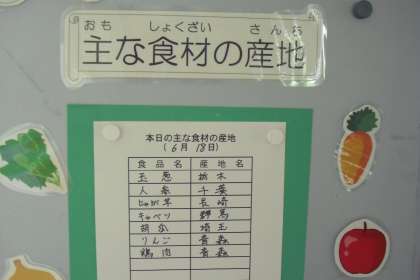 おも しょくざい さんち
主な食材の産地
本日の主な食材の産地
( 6月 18日)
食品名 産地名
玉葱 栃木
人参 千葉
じゃが芋 長崎
キャベツ 群馬
胡瓜 埼玉
りんご 青森
鶏肉 青森